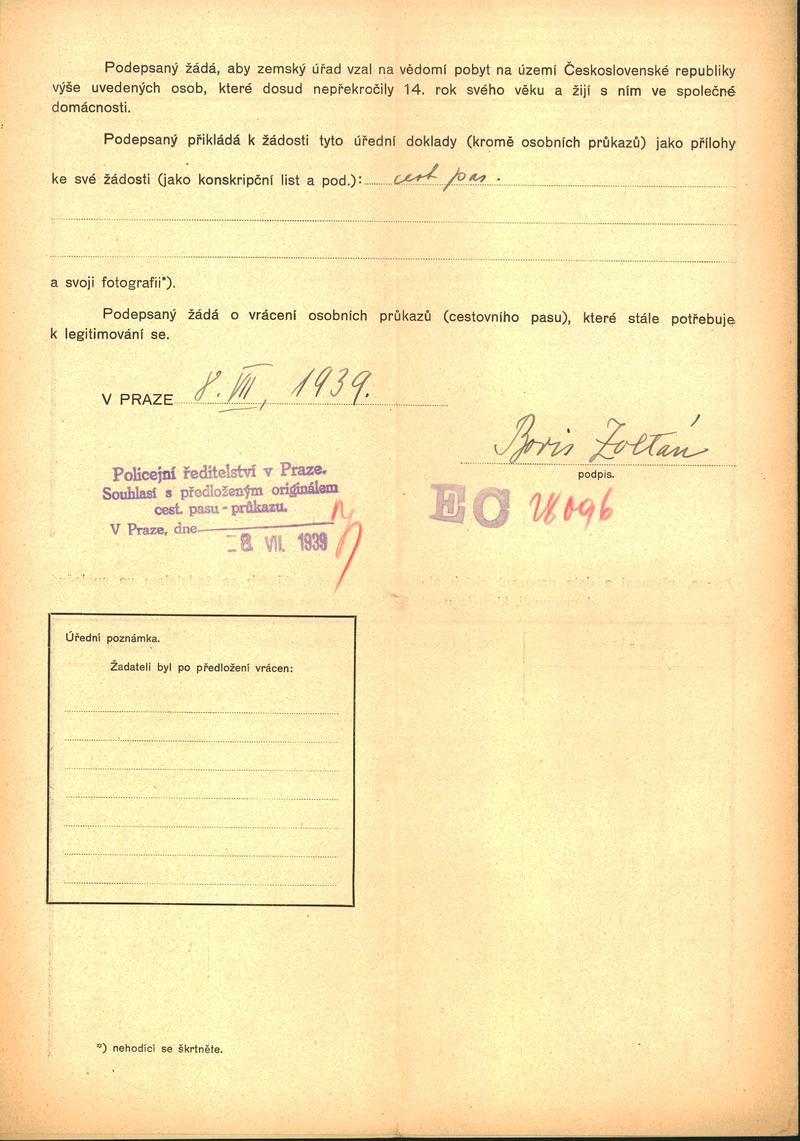 Podepsaný žádá, aby zemský úřad vzal na vědomí pobyt na území Československé republiky
výše uvedených osob, které dosud nepřekročily 14. rok svého věku a žijí s ním ve společné
domácnosti.
Podepsaný přikládá k žádosti tyto úřední doklady (kromě osobních průkazů) jako přílohy
ke své žádosti (jako konskripční list a pod.): cest pas.
a svoji fotografii*).
Podepsaný žádá o vrácení osobních průkazů (cestovního pasu), které stále potřebuje
k legitimování se.
V PRAZE 8. VII, 1939.
Boris Zoltán
podpis.
Policejní ředitelství v Praze.
Souhlasí s předloženým originálem
cest. pasu - průkazu.
V Praze, dne
- 8. VII. 1939
EC 28096
Úřední poznámka.
Žadateli byl po předložení vrácen:
*) nehodící se škrtněte.